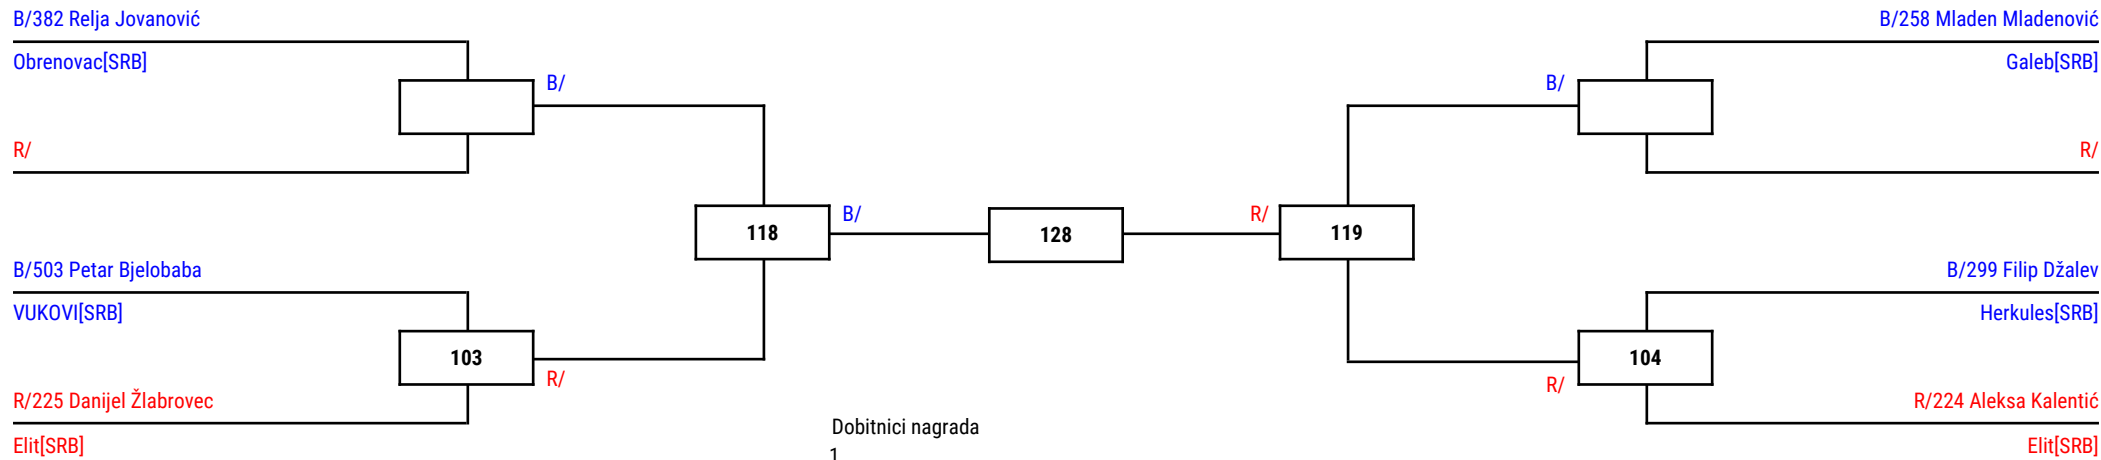 B/382 Relja Jovanović
Obrenovac[SRB]
B/
R/
118
B/
B/503 Petar Bjelobaba
VUKOVI[SRB]
103
R/
R/225 Danijel Žlabrovec
Elit[SRB]
128
B/258 Mladen Mladenović
Galeb[SRB]
B/
R/
R/
119
B/299 Filip Džalev
Herkules[SRB]
104
R/
R/224 Aleksa Kalentić
Elit[SRB]
Dobitnici nagrada
1